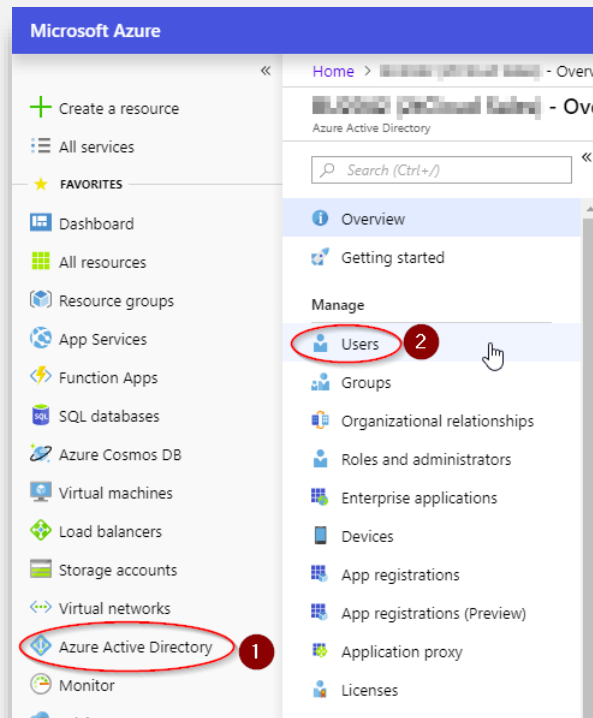 Microsoft Azure
«
Create a resource
All services
FAVORITES
Dashboard
All resources
Resource groups
App Services
Function Apps
SQL databases
Azure Cosmos DB
Virtual machines
Load balancers
Storage accounts
Virtual networks
Azure Active Directory
1
Monitor
Home > - Overv
- Ov
Azure Active Directory
Search (Ctrl+/)
«
Overview
Getting started
Manage
Users 2
Groups
Organizational relationships
Roles and administrators
Enterprise applications
Devices
App registrations
App registrations (Preview)
Application proxy
Licenses